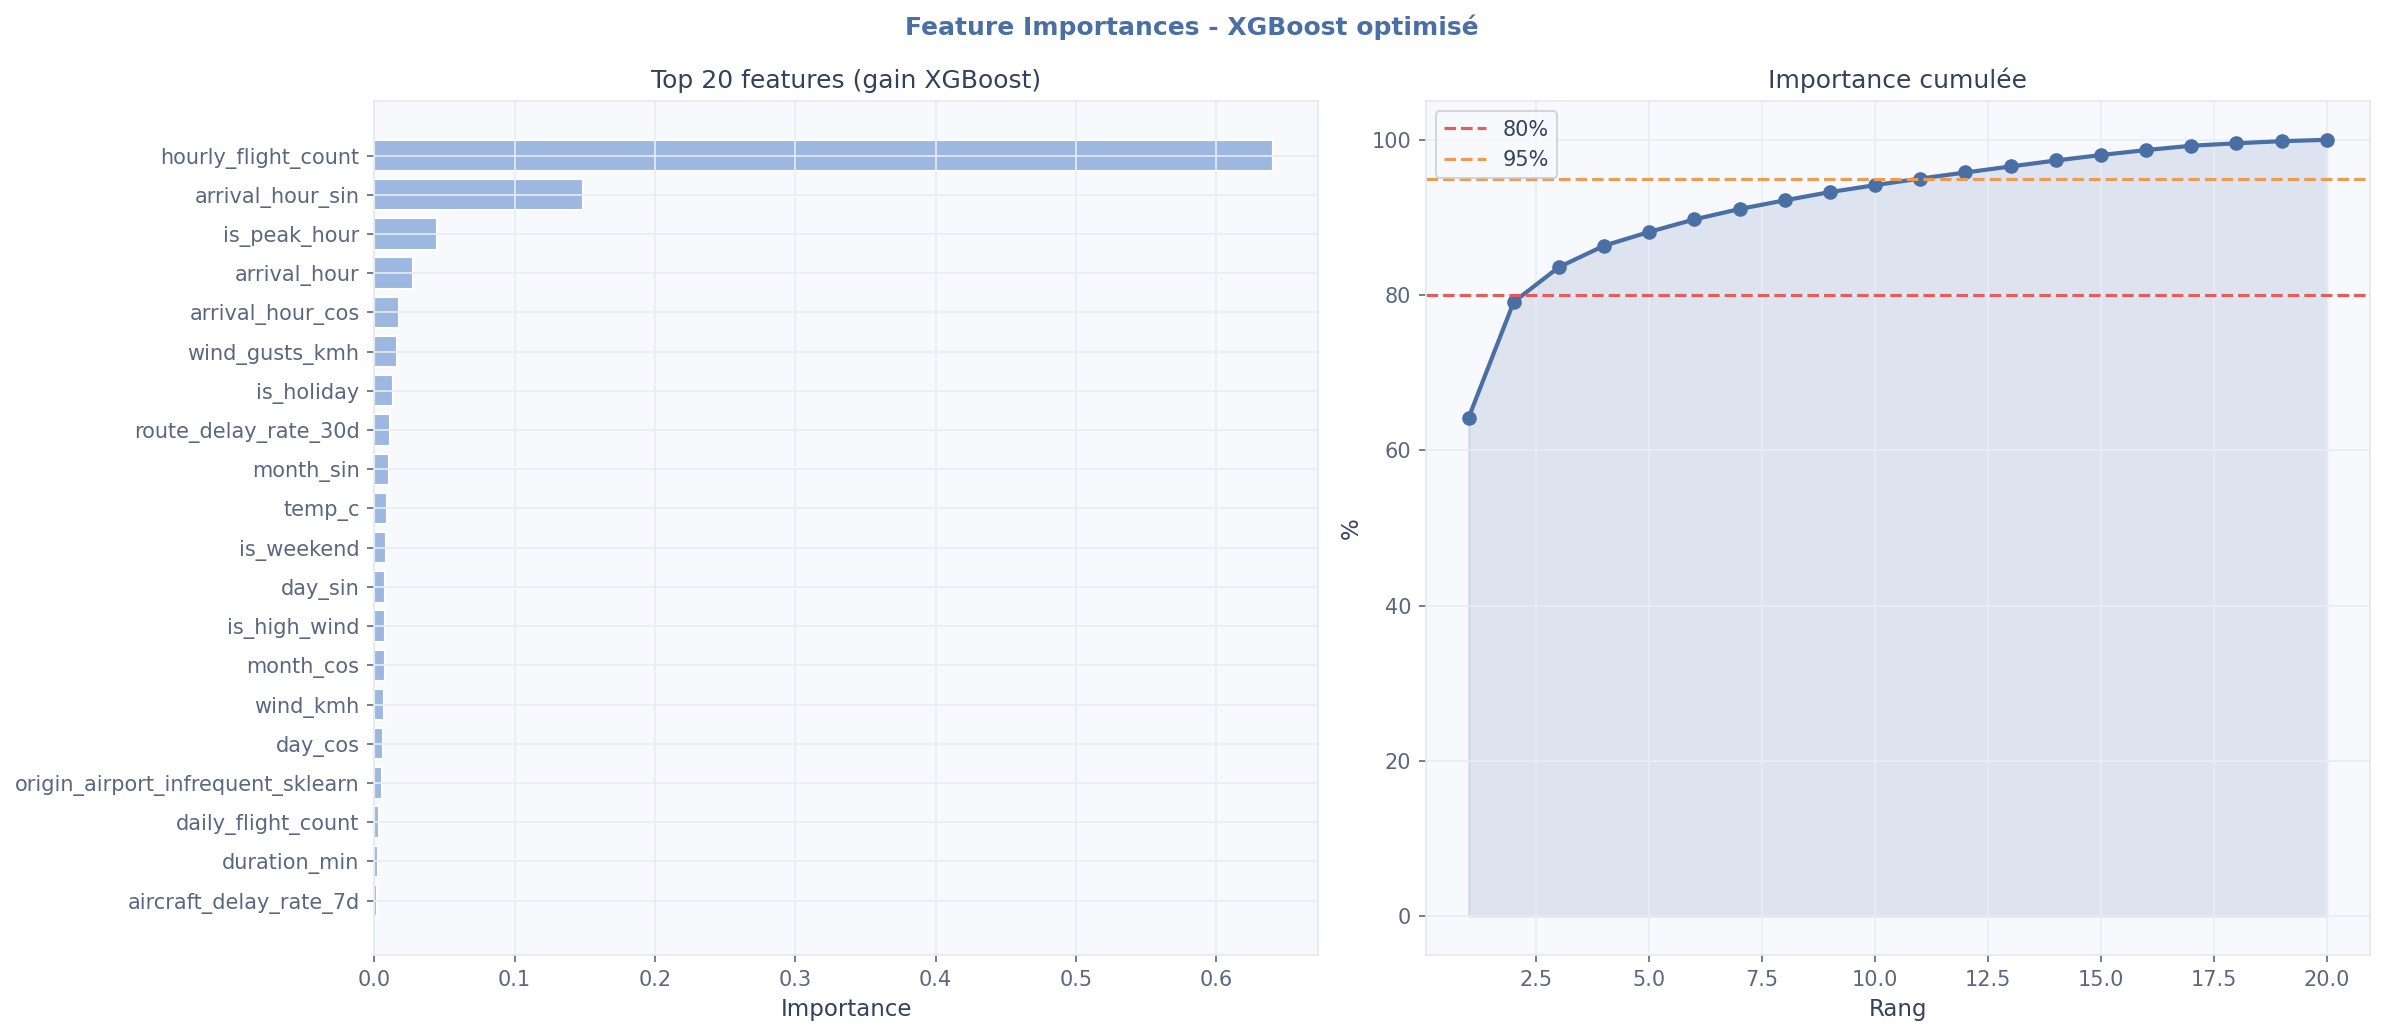 Feature Importances - XGBoost optimisé
Top 20 features (gain XGBoost)
hourly_flight_count
arrival_hour_sin
is_peak_hour
arrival_hour
arrival_hour_cos
wind_gusts_kmh
is_holiday
route_delay_rate_30d
month_sin
temp_c
is_weekend
day_sin
is_high_wind
month_cos
wind_kmh
day_cos
origin_airport_infrequent_sklearn
daily_flight_count
duration_min
aircraft_delay_rate_7d
0.0 0.1 0.2 0.3 0.4 0.5 0.6
Importance
Importance cumulée
80%
95%
100
80
60
40
20
0
%
2.5 5.0 7.5 10.0 12.5 15.0 17.5 20.0
Rang